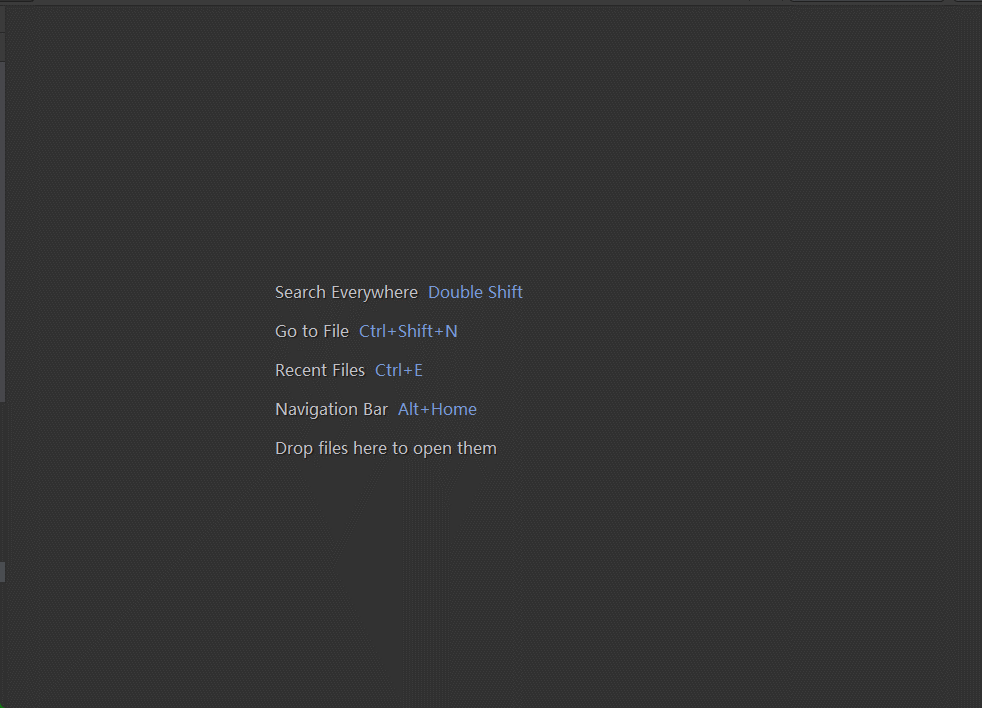 Search Everywhere Double Shift
Go to File Ctrl+Shift+N
Recent Files Ctrl+E
Navigation Bar Alt+Home
Drop files here to open them